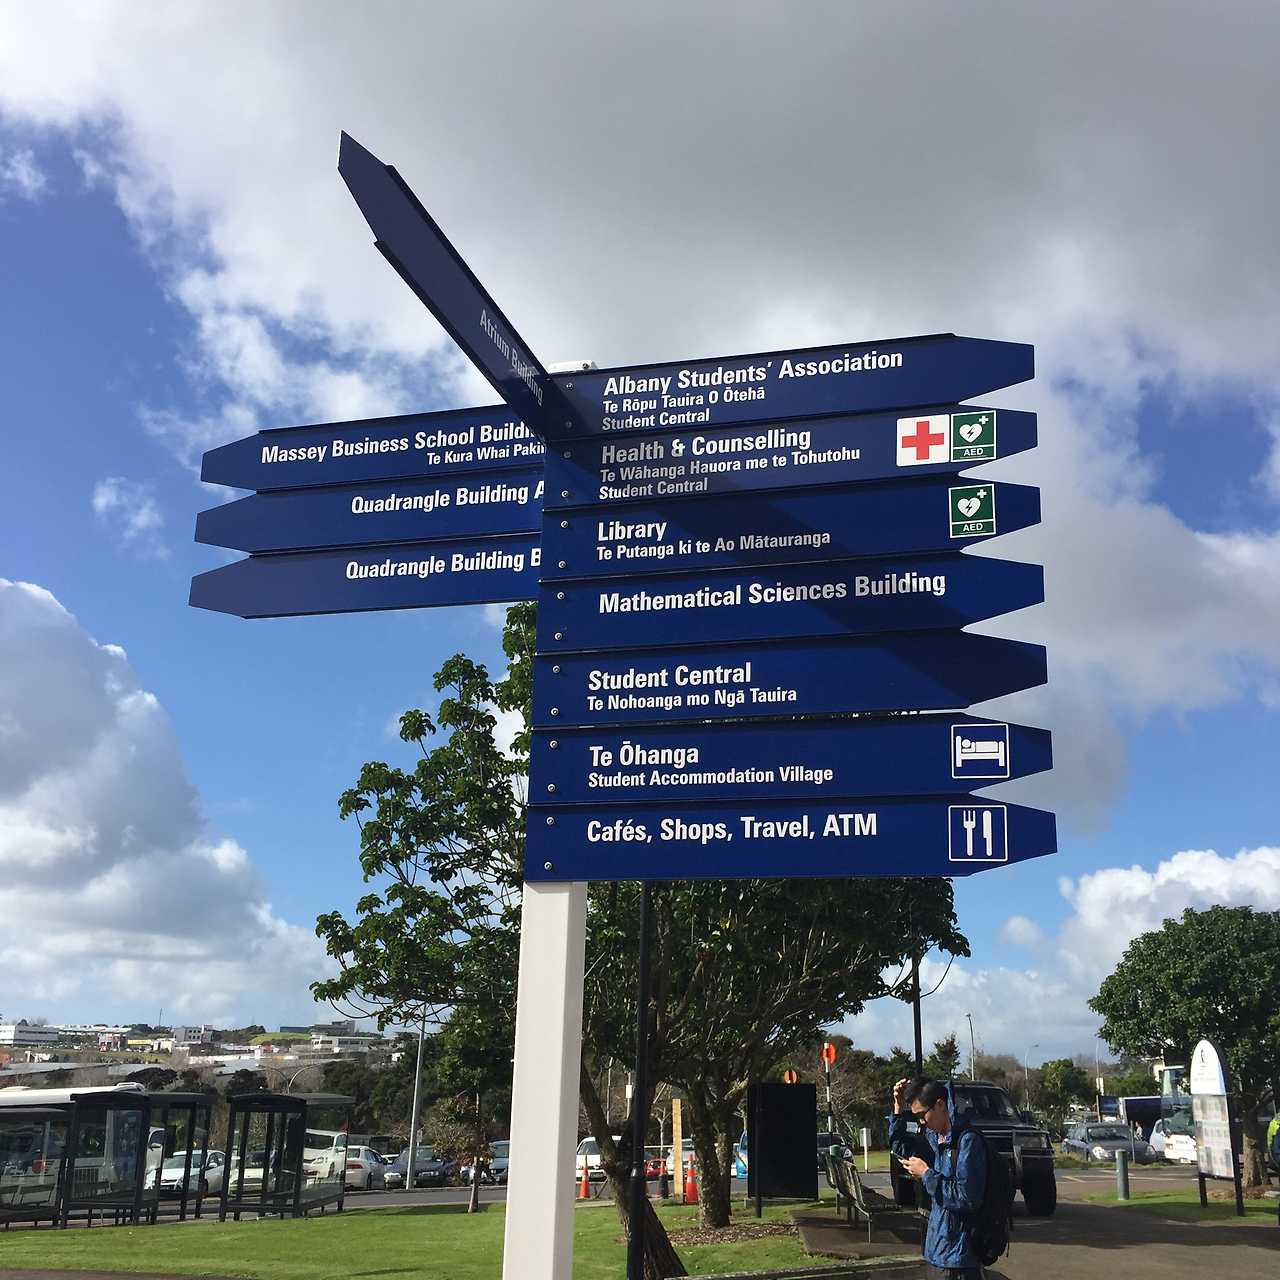 Atrium Building
Massey Business School
Te Kura Whai
Quadrangle Building A
Quadrangle Building B
Albany Students' Association
Te Rōpu Tauira O Ōtehā
Student Central
Health & Counselling
Te Wāhanga Hauora me te Tohutohu
Student Central
AED
Library
Te Putanga ki te Ao Mātauranga
AED
Mathematical Sciences Building
Student Central
Te Nohoanga mo Ngā Tauira
Te Ōhanga
Student Accommodation Village
Cafés, Shops, Travel, ATM